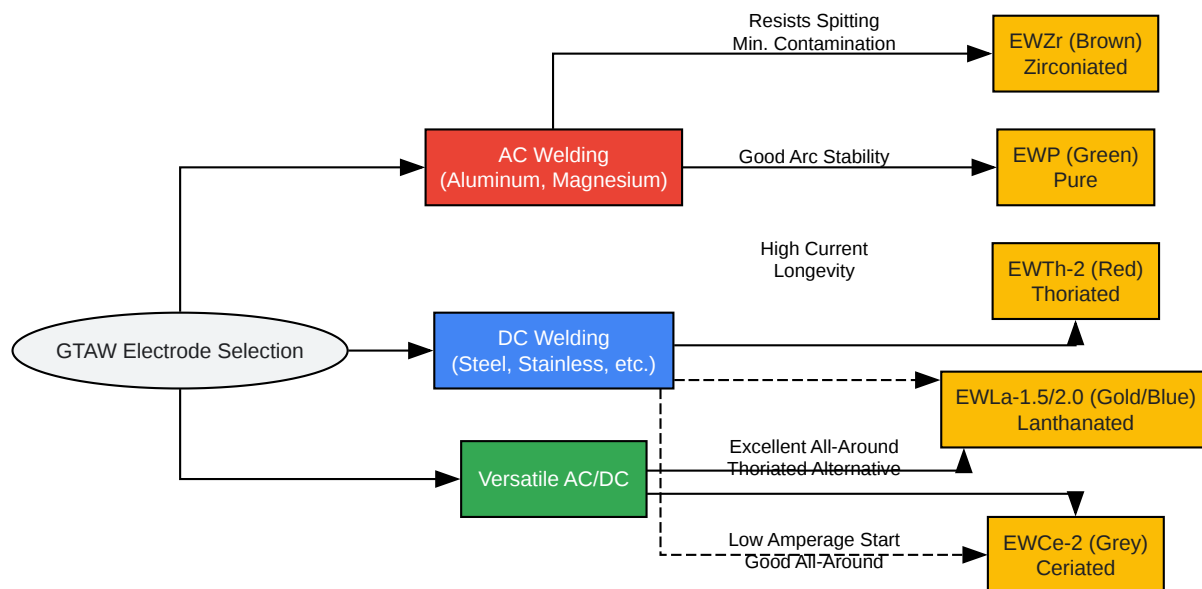 Resists Spitting
Min. Contamination
EWZr (Brown)
Zirconiated
AC Welding
(Aluminum, Magnesium)
Good Arc Stability
EWP (Green)
Pure
High Current
Longevity
EWTh-2 (Red)
Thoriated
GTAW Electrode Selection
DC Welding
(Steel, Stainless, etc.)
EWLa-1.5/2.0 (Gold/Blue)
Lanthanated
Versatile AC/DC
Excellent All-Around
Thoriated Alternative
Low Amperage Start
Good All-Around
EWCe-2 (Grey)
Ceriated